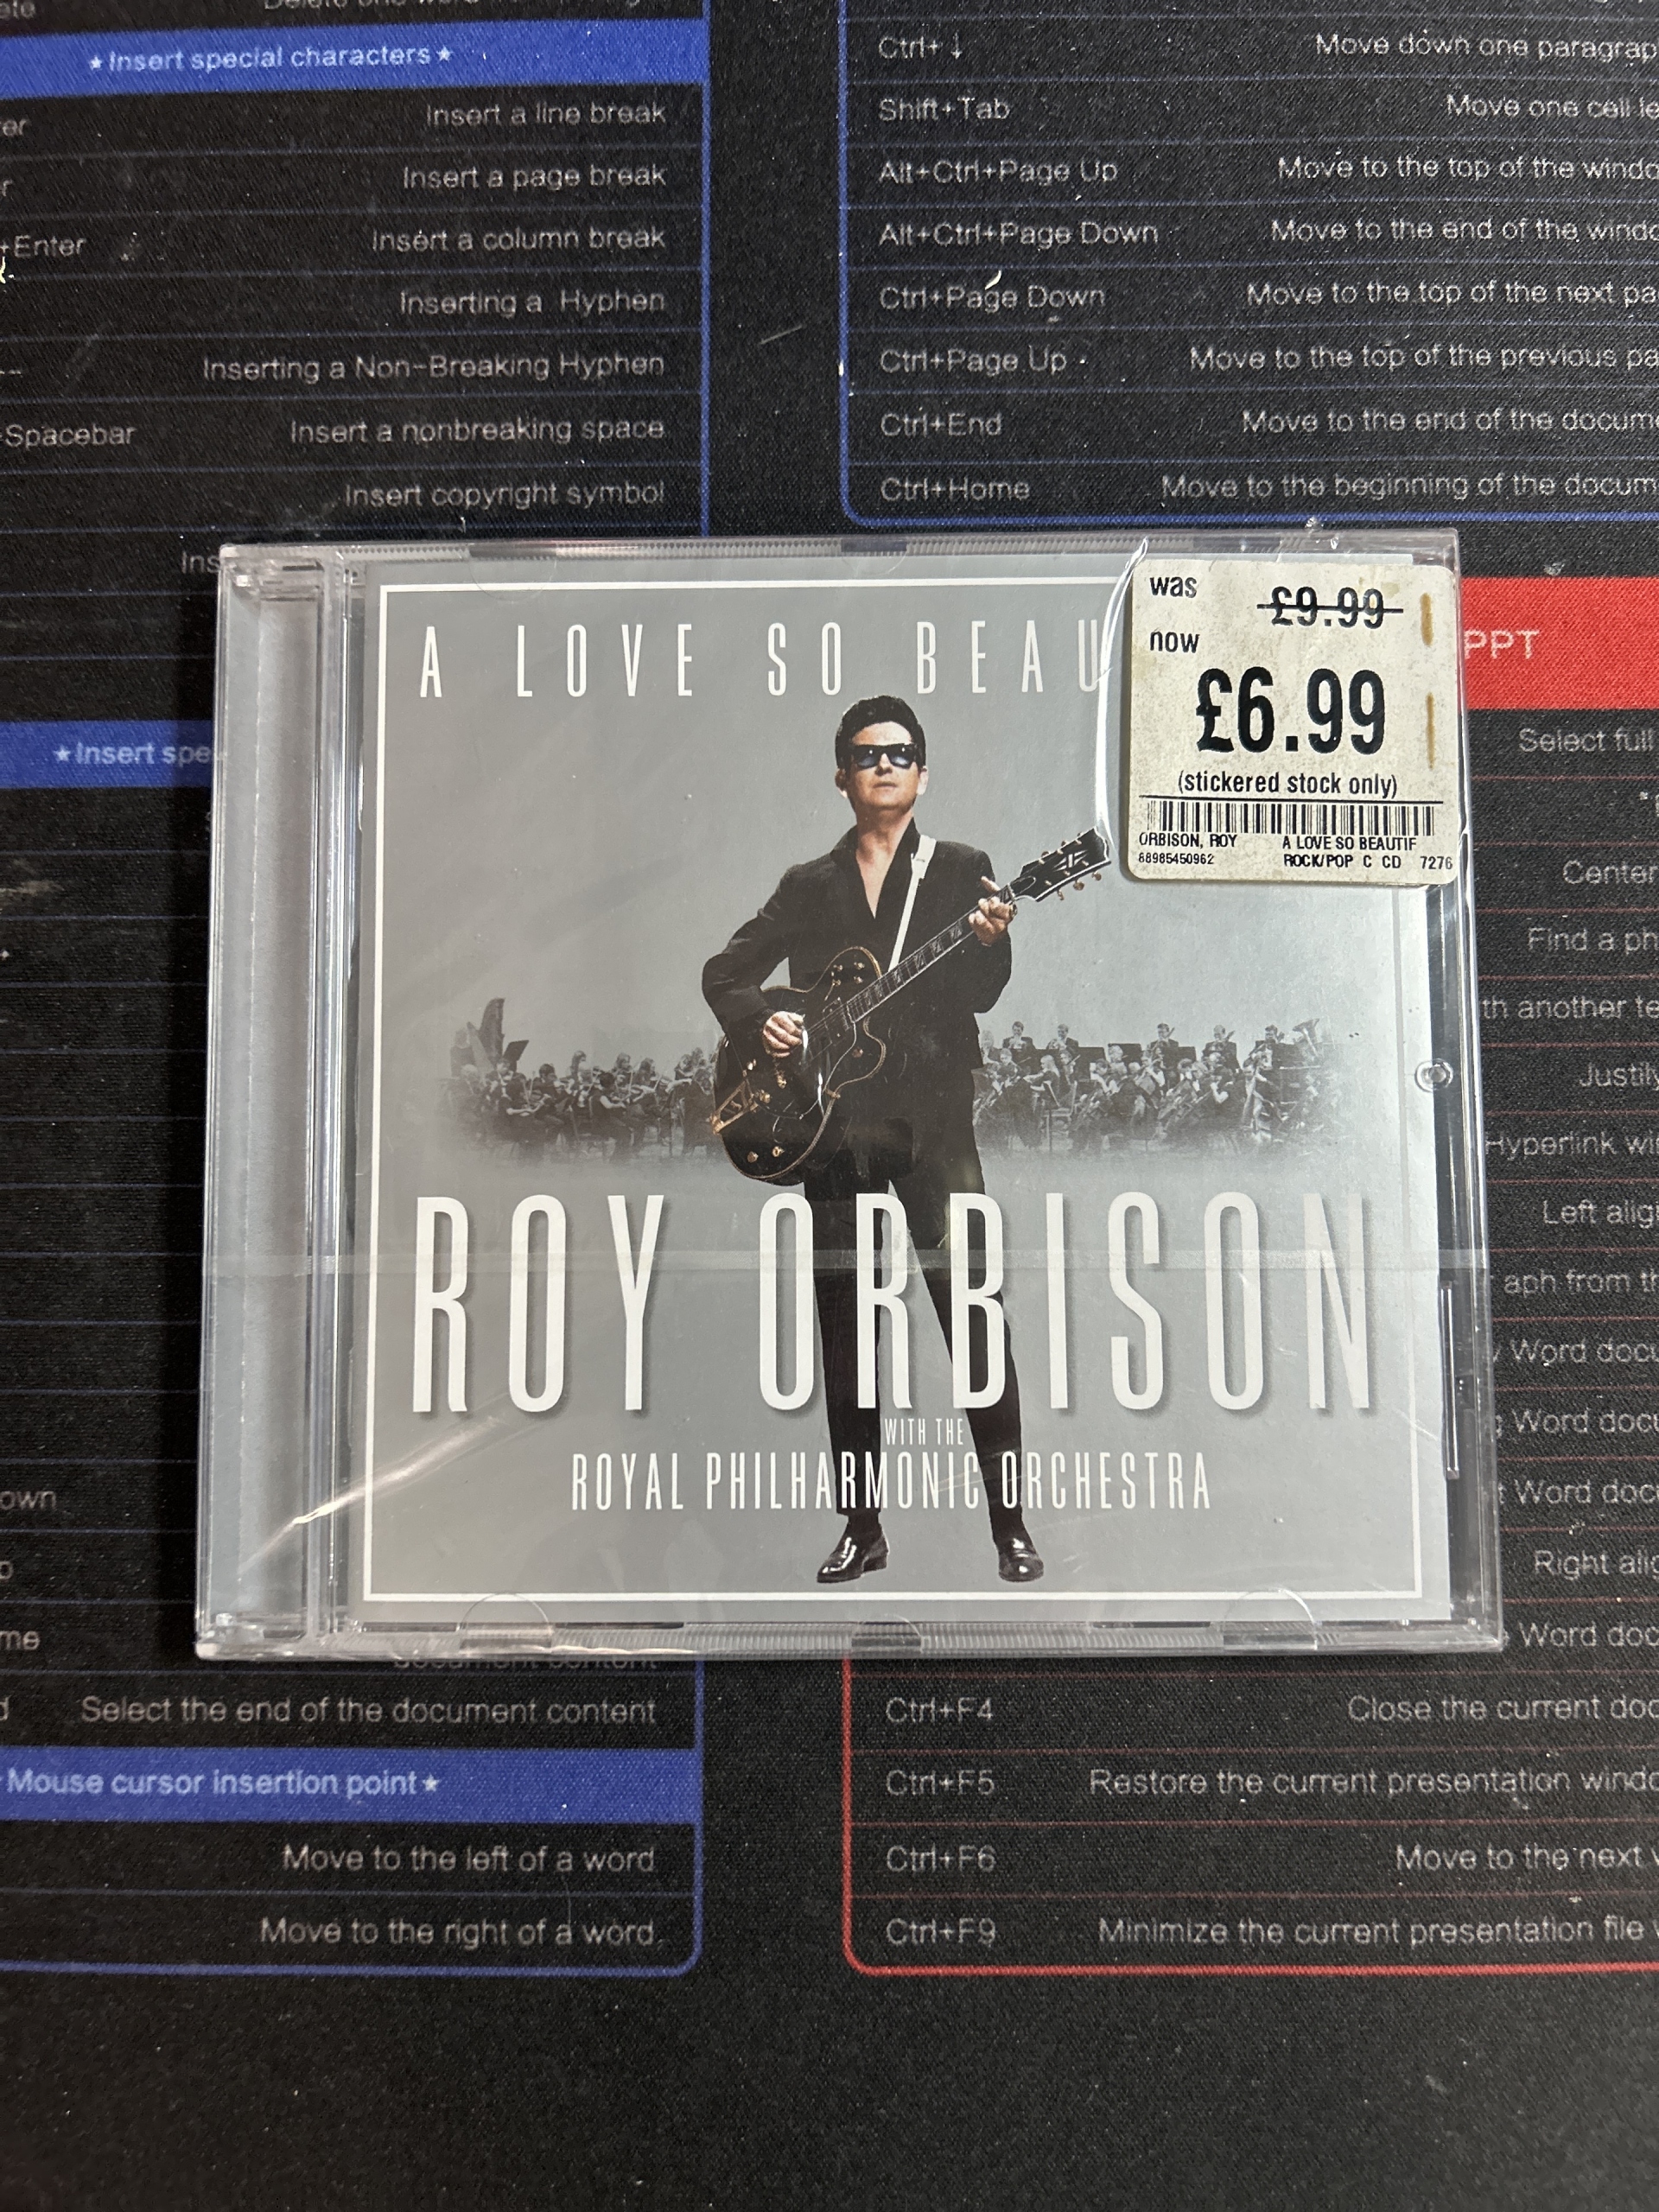 ★Insert special characters★
Insert a line break
Insert a page break
+Enter Insert a column break
Inserting a Hyphen
Inserting a Non-Breaking Hyphen
Spacebar Insert a nonbreaking space
Insert copyright symbol
Ctrl+↓ Move down one paragrap
Shift+Tab Move one cell le
Alt+Ctrl+Page Up Move to the top of the windo
Alt+Ctrl+Page Down Move to the end of the windo
Ctrl+Page Down Move to the top of the next pa
Ctrl+Page Up Move to the top of the previous pa
Ctrl+End Move to the end of the docume
Ctrl+Home Move to the beginning of the docum
★Insert spe
A LOVE SO BEAU
was £9.99
now
£6.99
(stickered stock only)
ORBISON, ROY A LOVE SO BEAUTIF
88985450962 ROCK/POP C CD 7276
ROY ORBISON
WITH THE
ROYAL PHILHARMONIC ORCHESTRA
PPT
Select full
Center
Find a ph
th another te
Justify
Hyperlink wi
Left alig
aph from th
Word docu
Word docu
Word docu
Right alig
Word doc
document content
Select the end of the document content
Mouse cursor insertion point★
Move to the left of a word
Move to the right of a word
Ctrl+F4 Close the current doc
Ctrl+F5 Restore the current presentation windo
Ctrl+F6 Move to the next
Ctrl+F9 Minimize the current presentation file